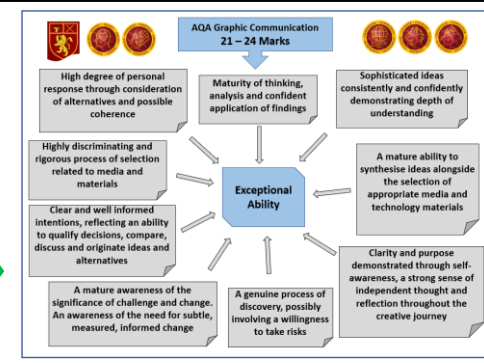 AQA Graphic Communication
21 – 24 Marks
High degree of personal
response through consideration
of alternatives and possible
coherence
Maturity of thinking,
analysis and confident
application of findings
Sophisticated ideas
consistently and confidently
demonstrating depth of
understanding
Highly discriminating and
rigorous process of selection
related to media and
materials
Exceptional
Ability
A mature ability to
synthesise ideas alongside
the selection of
appropriate media and
technology materials
Clear and well informed
intentions, reflecting an ability
to qualify decisions, compare,
discuss and originate ideas and
alternatives
A mature awareness of the
significance of challenge and change.
An awareness of the need for subtle,
measured, informed change
A genuine process of
discovery, possibly
involving a willingness
to take risks
Clarity and purpose
demonstrated through self-
awareness, a strong sense of
independent thought and
reflection throughout the
creative journey